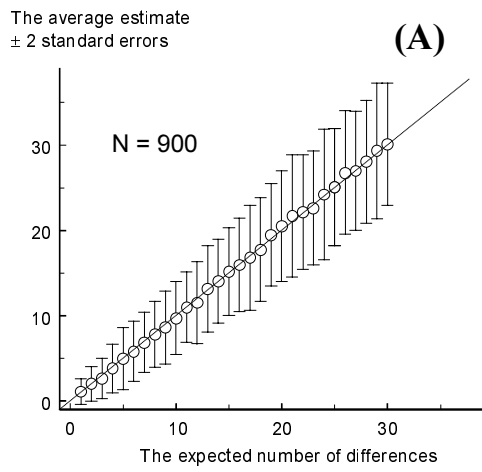 The average estimate
± 2 standard errors
(A)
N = 900
30
20
10
0
0
10
20
30
The expected number of differences